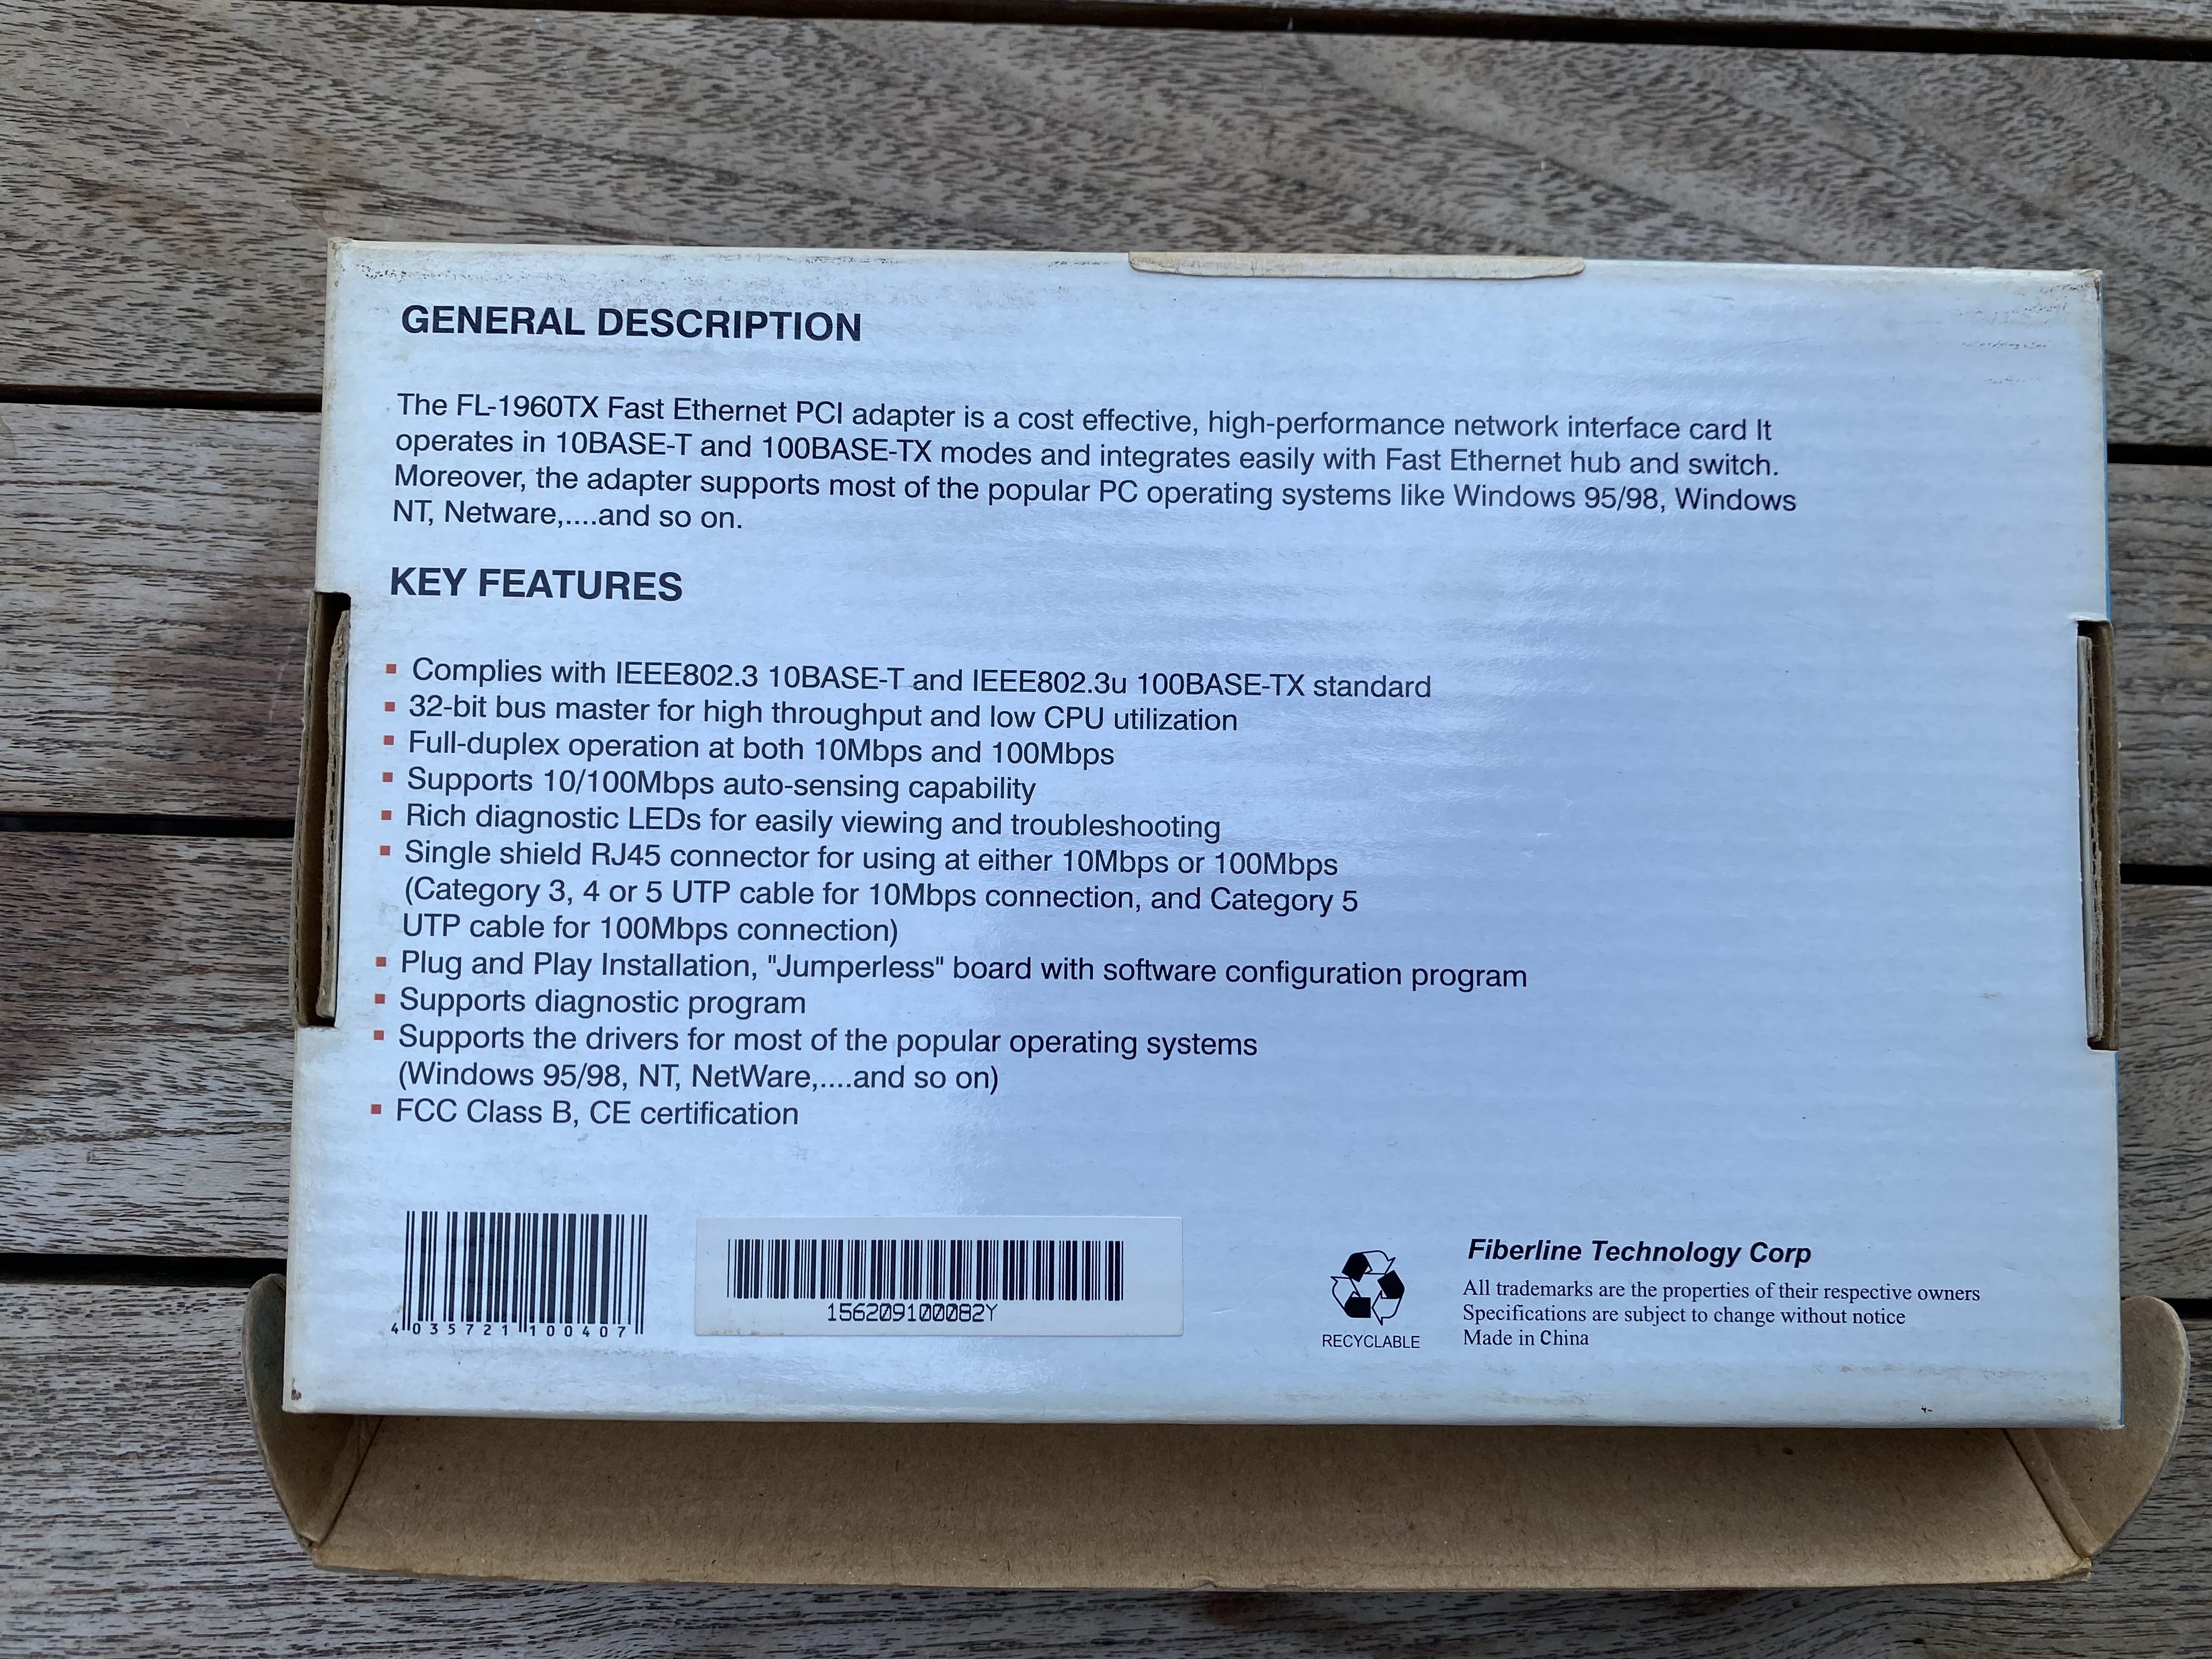 GENERAL DESCRIPTION
The FL-1960TX Fast Ethernet PCI adapter is a cost effective, high-performance network interface card It
operates in 10BASE-T and 100BASE-TX modes and integrates easily with Fast Ethernet hub and switch.
Moreover, the adapter supports most of the popular PC operating systems like Windows 95/98, Windows
NT, Netware,....and so on.
KEY FEATURES
▪ Complies with IEEE802.3 10BASE-T and IEEE802.3u 100BASE-TX standard
▪ 32-bit bus master for high throughput and low CPU utilization
▪ Full-duplex operation at both 10Mbps and 100Mbps
▪ Supports 10/100Mbps auto-sensing capability
▪ Rich diagnostic LEDs for easily viewing and troubleshooting
▪ Single shield RJ45 connector for using at either 10Mbps or 100Mbps
(Category 3, 4 or 5 UTP cable for 10Mbps connection, and Category 5
UTP cable for 100Mbps connection)
▪ Plug and Play Installation, "Jumperless" board with software configuration program
▪ Supports diagnostic program
▪ Supports the drivers for most of the popular operating systems
(Windows 95/98, NT, NetWare,....and so on)
▪ FCC Class B, CE certification
4 035721 100407
156209100082Y
RECYCLABLE
Fiberline Technology Corp
All trademarks are the properties of their respective owners
Specifications are subject to change without notice
Made in China